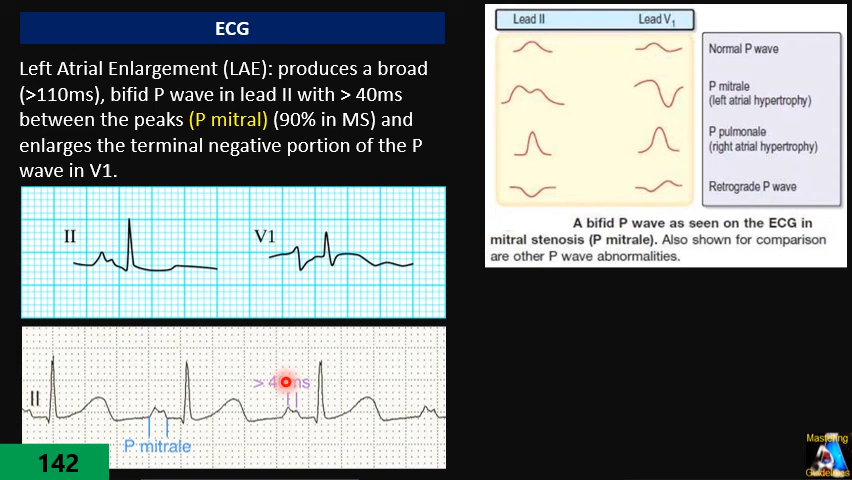 ECG
Left Atrial Enlargement (LAE): produces a broad
(>110ms), bifid P wave in lead II with > 40ms
between the peaks (P mitral) (90% in MS) and
enlarges the terminal negative portion of the P
wave in V1.
II
V1
II
> 40ms
P mitrale
142
Lead II
Lead V1
Normal P wave
P mitrale
(left atrial hypertrophy)
P pulmonale
(right atrial hypertrophy)
Retrograde P wave
A bifid P wave as seen on the ECG in
mitral stenosis (P mitrale). Also shown for comparison
are other P wave abnormalities.
Mastering
Guidelines